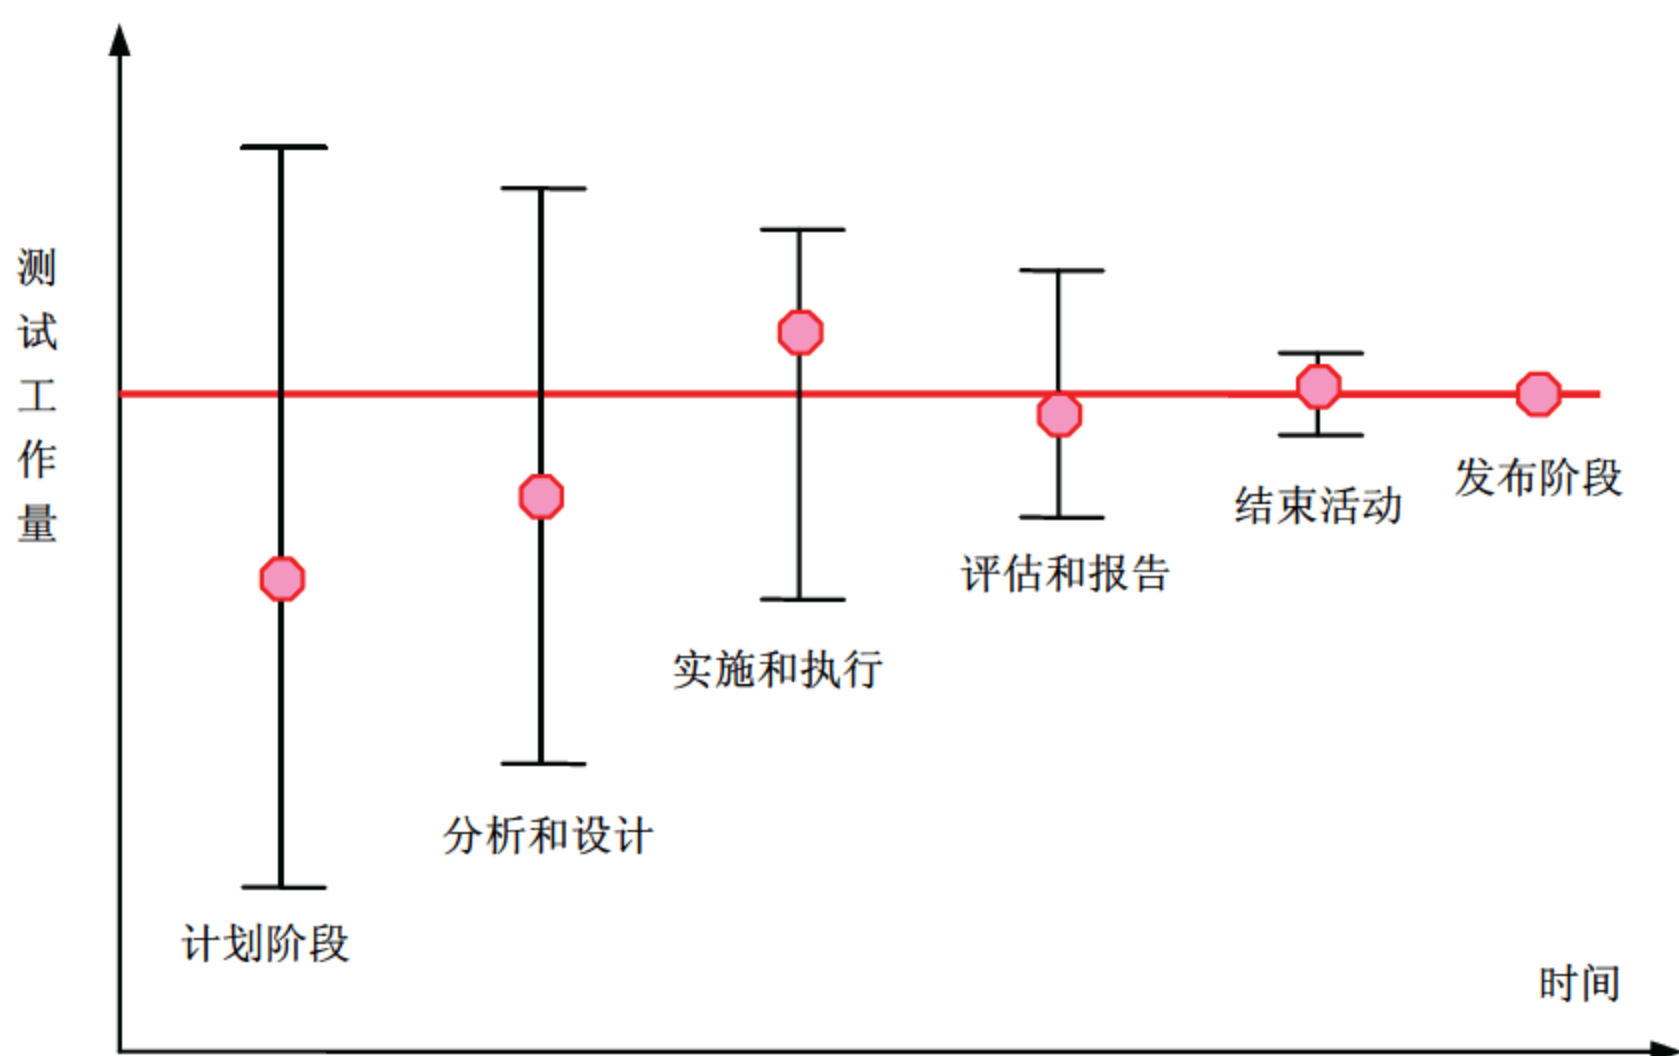 测试工作量
计划阶段
分析和设计
实施和执行
评估和报告
结束活动
发布阶段
时间